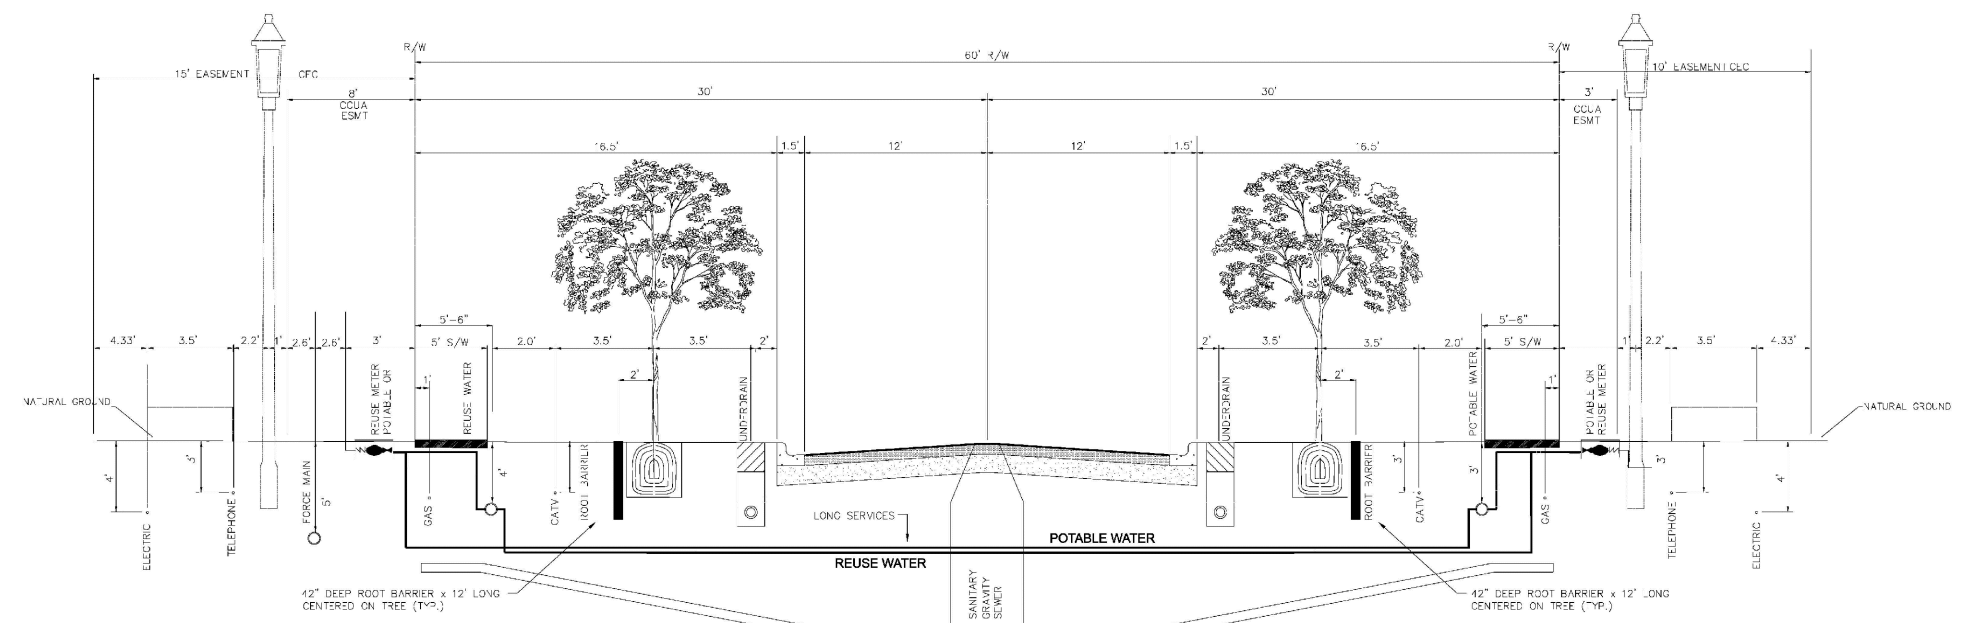 R/W
60' R/W
R/W
15' EASEMENT CEC
10' EASEMENT CEC
8'
CCUA
ESMT
30'
30'
3'
CCUA
ESMT
16.5'
1.5'
12'
12'
1.5'
16.5'
5'-6"
5'-6"
4.33'
3.5'
2.2'
1'
2.6'
2.6'
3'
5' S/W
2.0'
3.5'
3.5'
2'
2'
3.5'
3.5'
2.0'
5' S/W
1'
2.2'
3.5'
4.33'
1'
2'
2'
1'
NATURAL GROUND
REUSE METER
POTABLE OR
REUSE WATER
UNDERDRAIN
UNDERDRAIN
POTABLE WATER
POTABLE OR
REUSE METER
NATURAL GROUND
4'
3'
5'
4'
3'
3'
3'
4'
ELECTRIC
TELEPHONE
FORCE MAIN
GAS
CATV
ROOT BARRIER
ROOT BARRIER
CATV
GAS
TELEPHONE
ELECTRIC
LONG SERVICES
POTABLE WATER
REUSE WATER
SANITARY
GRAVITY
SEWER
42" DEEP ROOT BARRIER x 12' LONG
CENTERED ON TREE (TYP.)
42" DEEP ROOT BARRIER x 12' LONG
CENTERED ON TREE (TYP.)